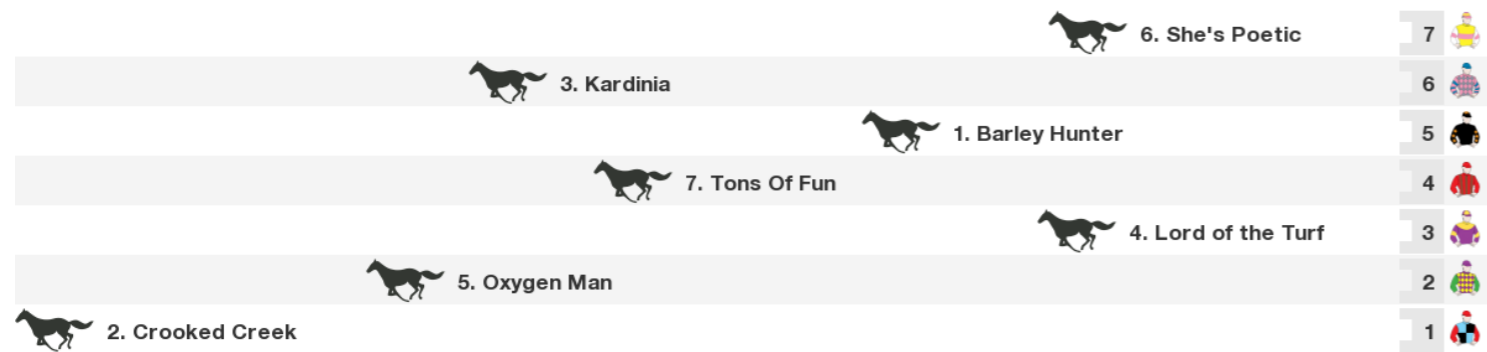 6. She's Poetic 7
3. Kardinia 6
1. Barley Hunter 5
7. Tons Of Fun 4
4. Lord of the Turf 3
5. Oxygen Man 2
2. Crooked Creek 1